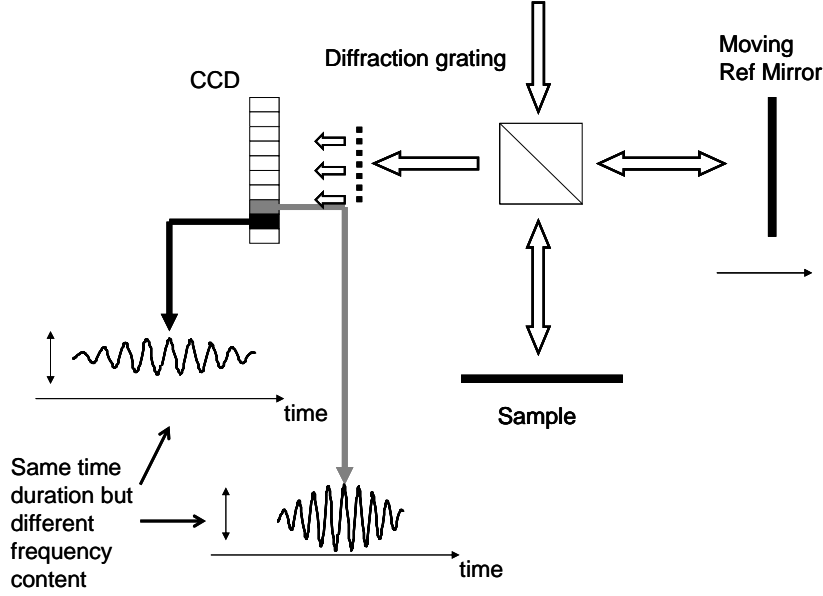 Diffraction grating
Moving
Ref Mirror
CCD
time
Sample
Same time
duration but
different
frequency
content
time